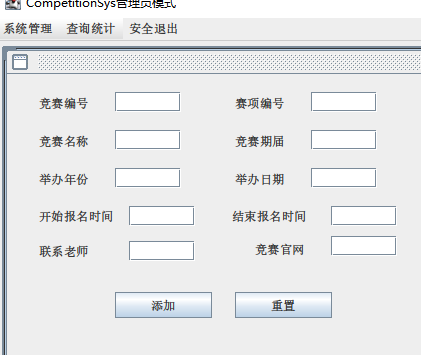 CompetitionSys管理员模式
系统管理 查询统计 安全退出
竞赛编号 赛项编号
竞赛名称 竞赛期届
举办年份 举办日期
开始报名时间 结束报名时间
联系老师 竞赛官网
添加 重置